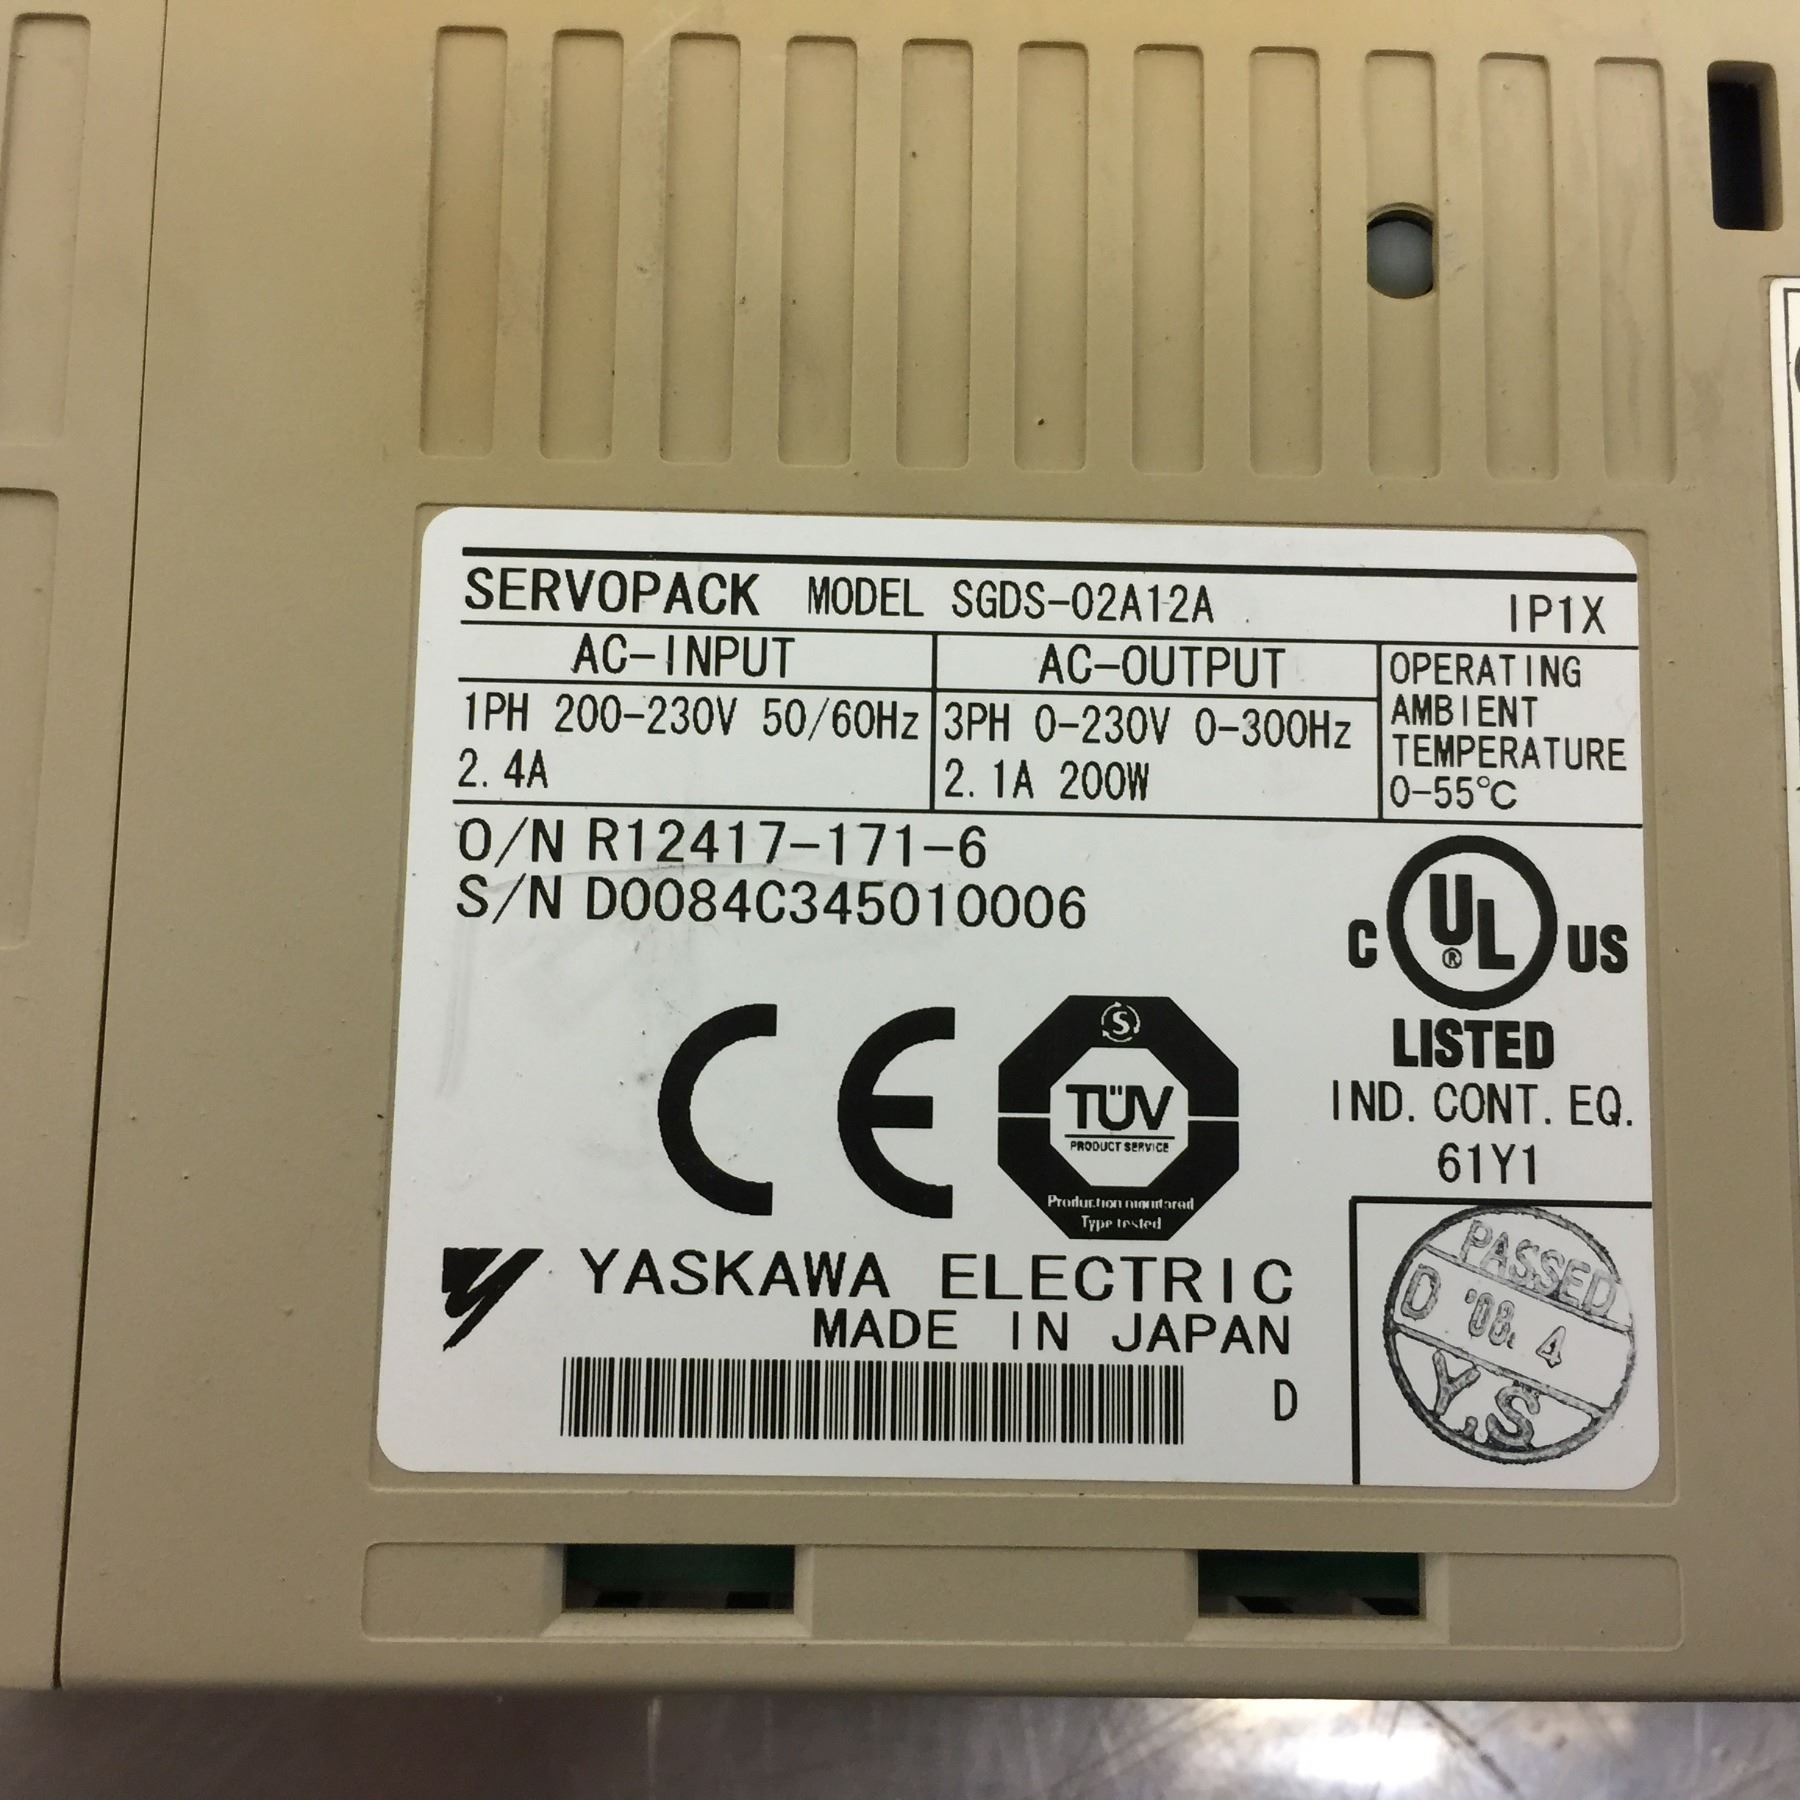 SERVOPACK MODEL SGDS-02A12A IP1X
AC-INPUT
1PH 200-230V 50/60Hz
2.4A
AC-OUTPUT
3PH 0-230V 0-300Hz
2.1A 200W
OPERATING
AMBIENT
TEMPERATURE
0-55℃
O/N R12417-171-6
S/N D0084C345010006
C UL® US
LISTED
IND. CONT. EQ.
61Y1
CE
S
TÜV
PRODUCT SERVICE
Production monitored
Type tested
YASKAWA ELECTRIC
MADE IN JAPAN
D
PASSED
D '08. 4
Y.S